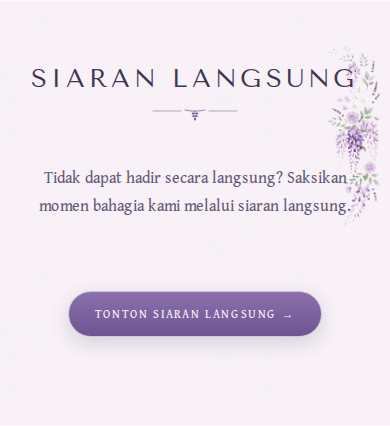 SIARAN LANGSUNG
Tidak dapat hadir secara langsung? Saksikan
momen bahagia kami melalui siaran langsung.
TONTON SIARAN LANGSUNG →